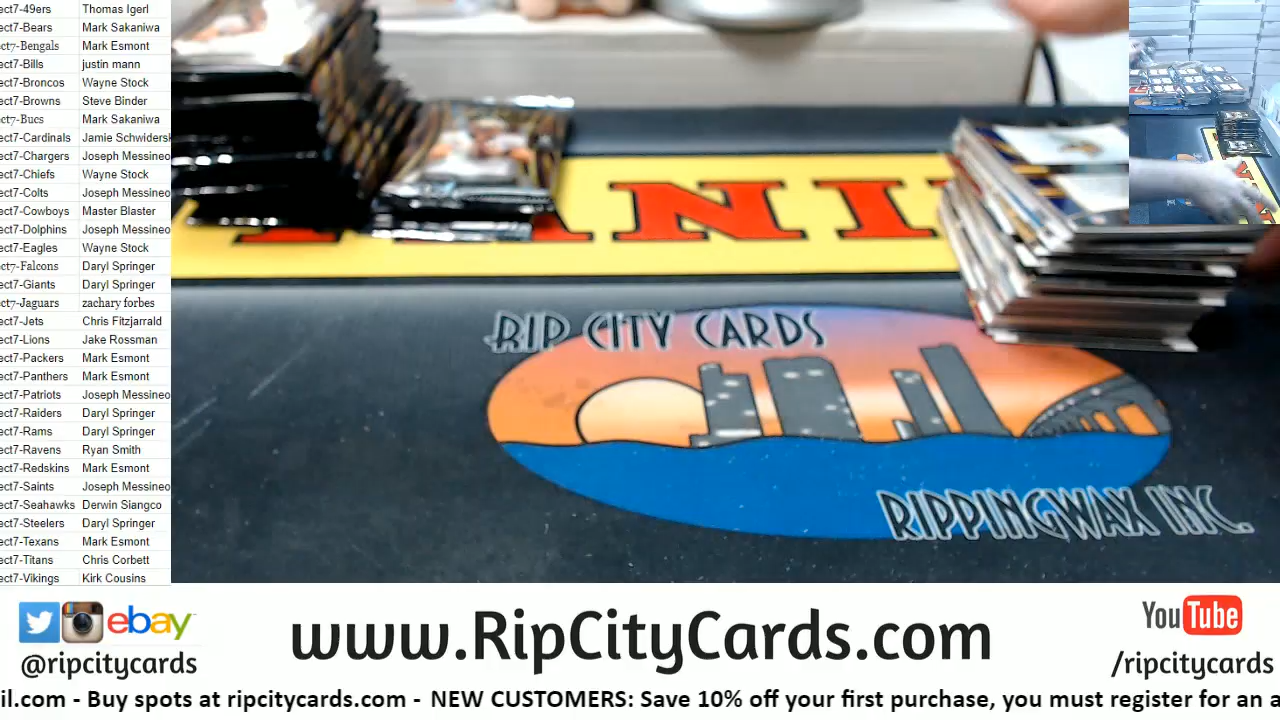 ect7-49ers Thomas Igerl
ect7-Bears Mark Sakaniwa
ect7-Bengals Mark Esmont
ect7-Bills justin mann
ect7-Broncos Wayne Stock
ect7-Browns Steve Binder
ect7-Bucs Mark Sakaniwa
ect7-Cardinals Jamie Schwidersk
ect7-Chargers Joseph Messineo
ect7-Chiefs Wayne Stock
ect7-Colts Joseph Messineo
ect7-Cowboys Master Blaster
ect7-Dolphins Joseph Messineo
ect7-Eagles Wayne Stock
ect7-Falcons Daryl Springer
ect7-Giants Daryl Springer
ect7-Jaguars zachary forbes
ect7-Jets Chris Fitzjarrald
ect7-Lions Jake Rossman
ect7-Packers Mark Esmont
ect7-Panthers Mark Esmont
ect7-Patriots Joseph Messineo
ect7-Raiders Daryl Springer
ect7-Rams Daryl Springer
ect7-Ravens Ryan Smith
ect7-Redskins Mark Esmont
ect7-Saints Joseph Messineo
ect7-Seahawks Derwin Siangco
ect7-Steelers Daryl Springer
ect7-Texans Mark Esmont
ect7-Titans Chris Corbett
ect7-Vikings Kirk Cousins
NI
RIP CITY CARDS
RIPPINGWAX INC.
ebay
@ripcitycards
www.RipCityCards.com
YouTube
/ripcitycards
il.com - Buy spots at ripcitycards.com - NEW CUSTOMERS: Save 10% off your first purchase, you must register for an a